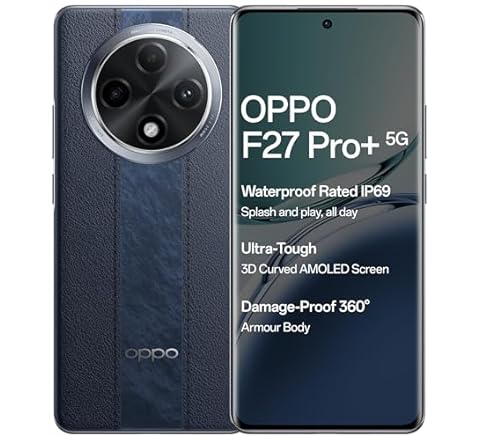 OPPO
F27 Pro+ 5G
Waterproof Rated IP69
Splash and play, all day
Ultra-Tough
3D Curved AMOLED Screen
Damage-Proof 360°
Armour Body
oppo